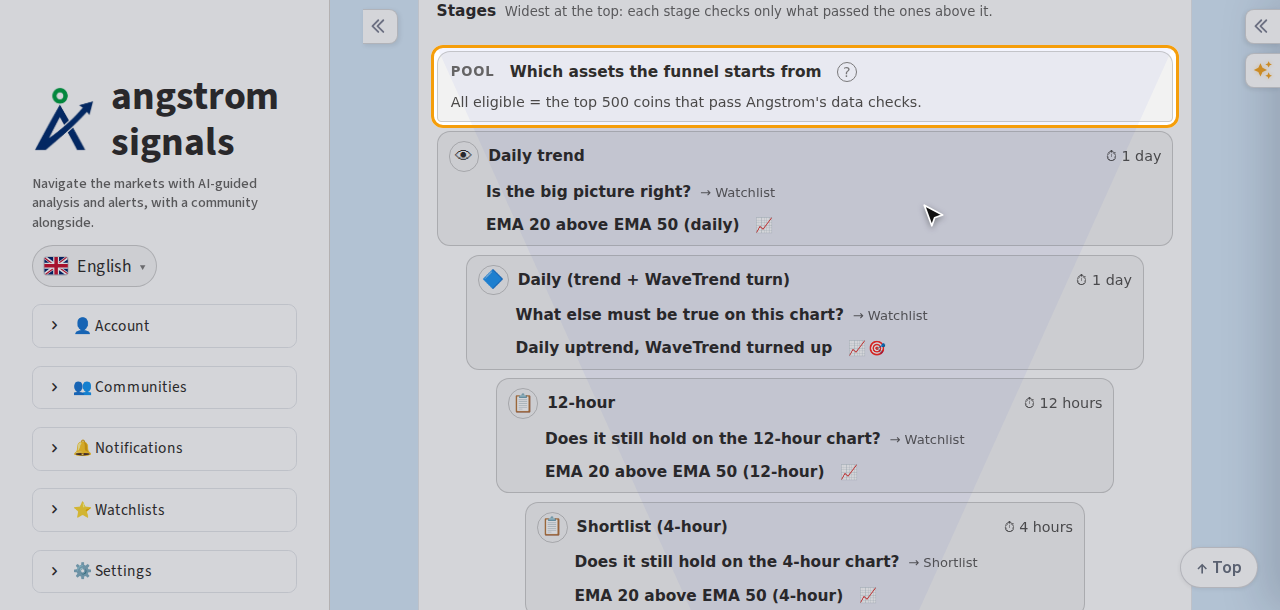 angstrom
signals
Navigate the markets with AI-guided
analysis and alerts, with a community
alongside.
English
Account
Communities
Notifications
Watchlists
Settings
Stages Widest at the top: each stage checks only what passed the ones above it.
POOL Which assets the funnel starts from ?
All eligible = the top 500 coins that pass Angstrom's data checks.
Daily trend 1 day
Is the big picture right? → Watchlist
EMA 20 above EMA 50 (daily)
Daily (trend + WaveTrend turn) 1 day
What else must be true on this chart? → Watchlist
Daily uptrend, WaveTrend turned up
12-hour 12 hours
Does it still hold on the 12-hour chart? → Watchlist
EMA 20 above EMA 50 (12-hour)
Shortlist (4-hour) 4 hours
Does it still hold on the 4-hour chart? → Shortlist
EMA 20 above EMA 50 (4-hour)
↑ Top